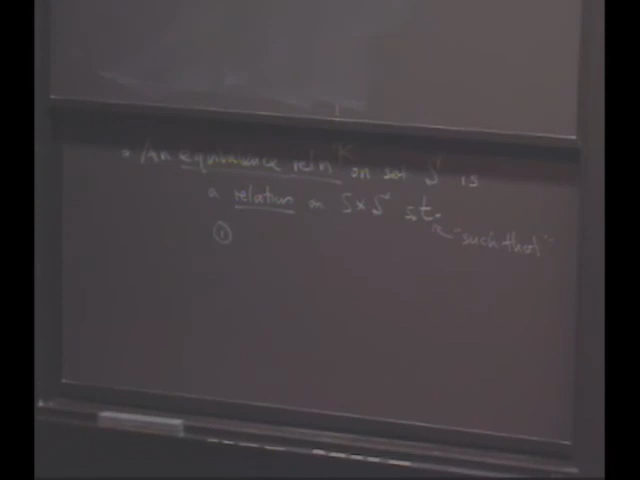 • An equivalence reln R on set S is
a relation on S×S s.t.
"such that"
①